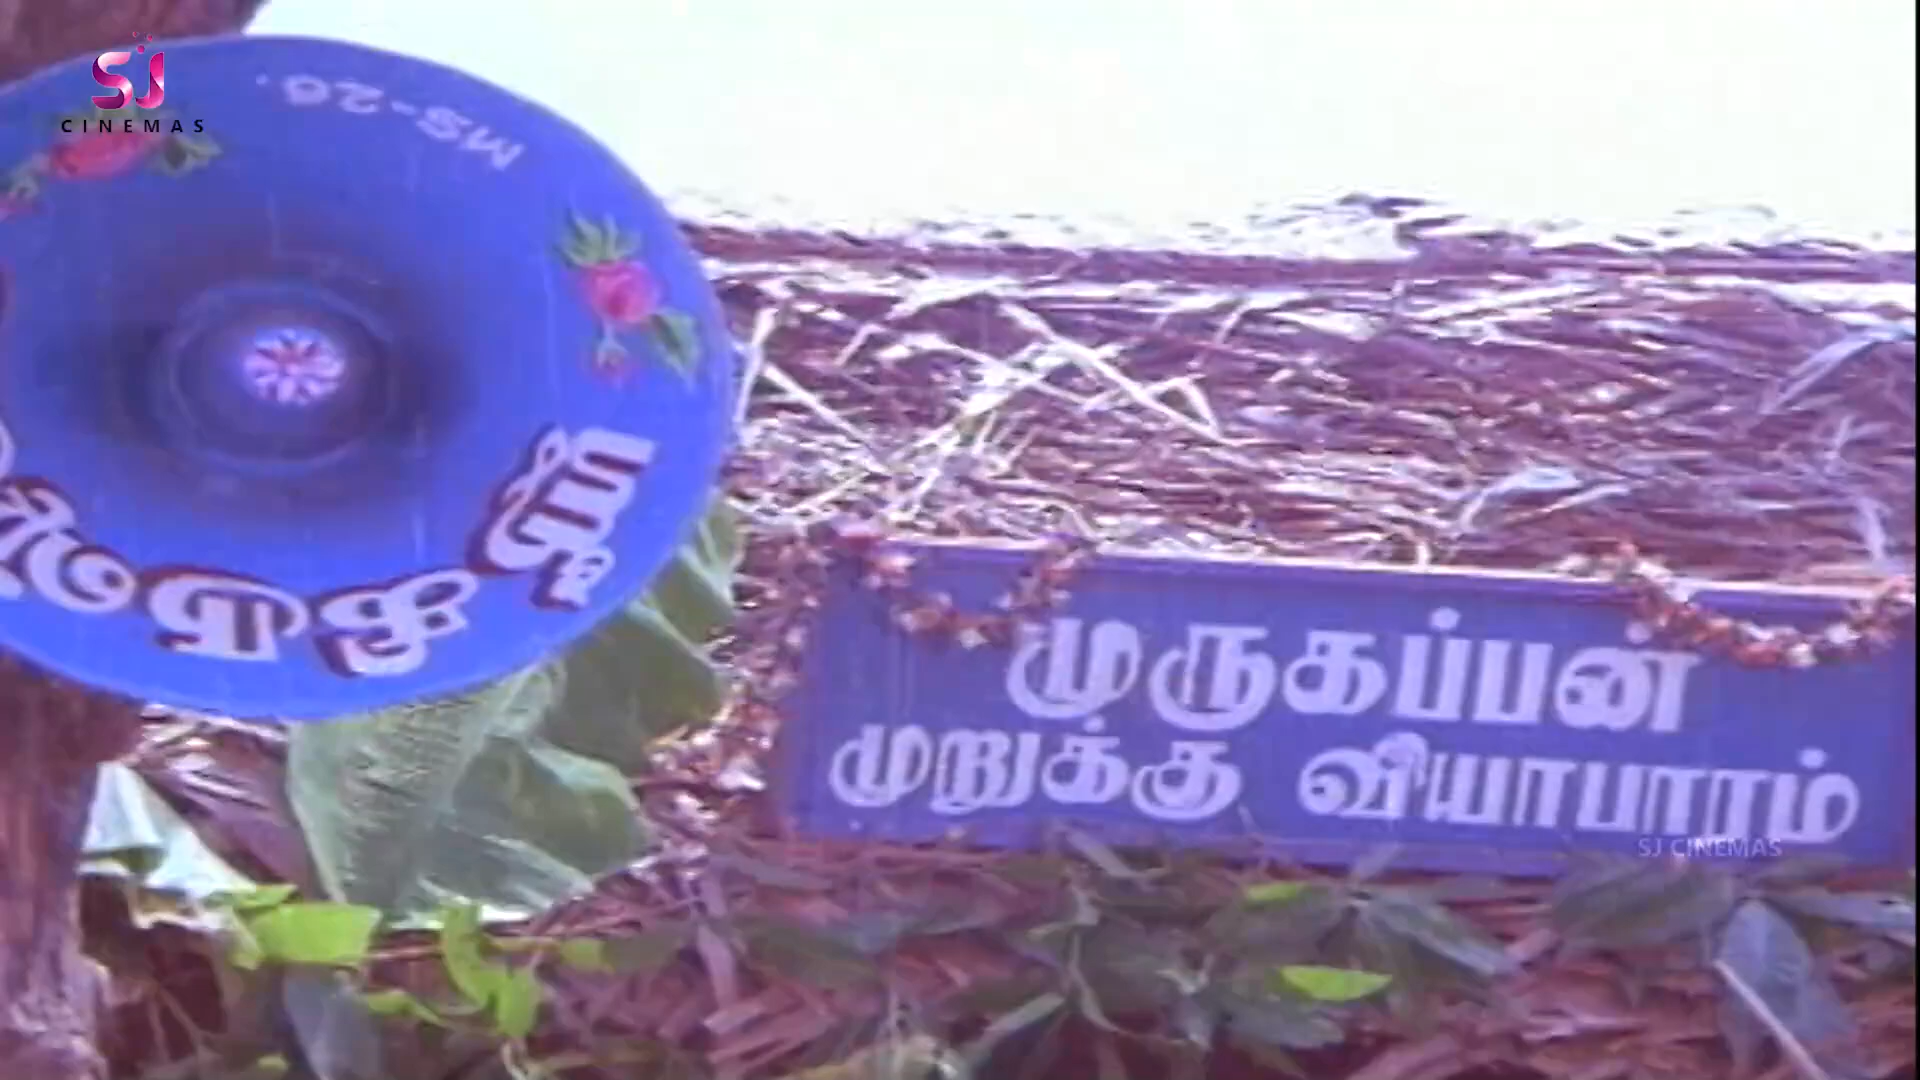 SJ
CINEMAS
MS-26.
முருகப்பன்
முறுக்கு வியாபாரம்
SJ CINEMAS